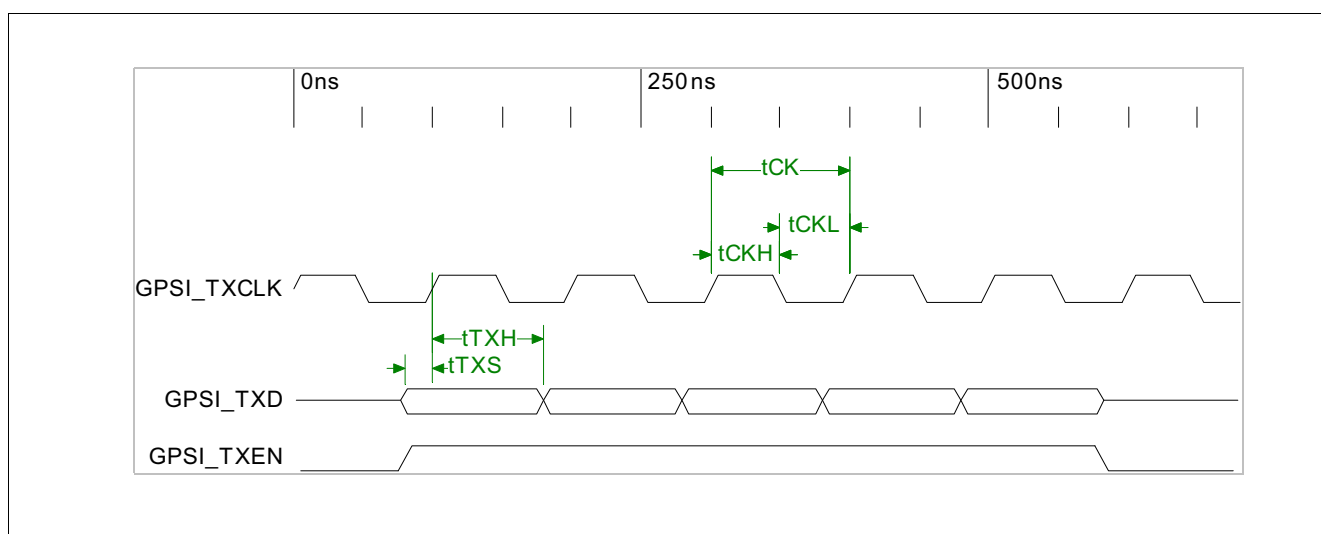 0ns 250ns 500ns
tCK
tCKL
tCKH
GPSI_TXCLK
tTXH
tTXS
GPSI_TXD
GPSI_TXEN